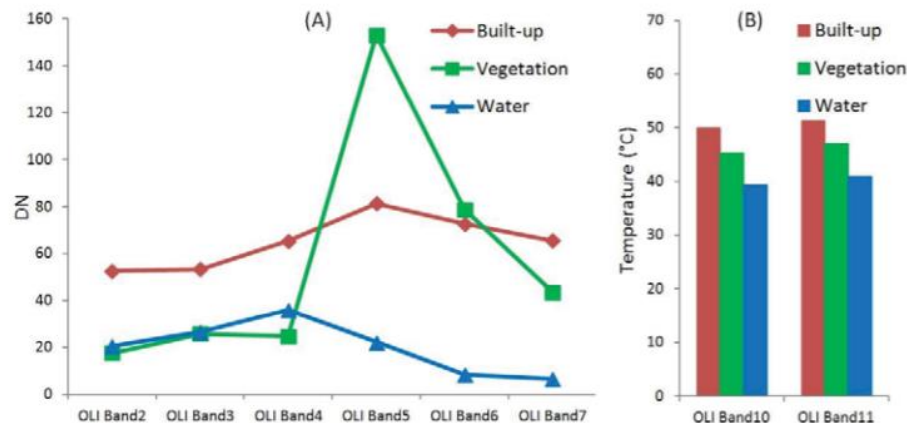 (A)
160
140
120
100
80
60
40
20
0
DN
Built-up
Vegetation
Water
OLI Band2 OLI Band3 OLI Band4 OLI Band5 OLI Band6 OLI Band7
(B)
70
60
50
40
30
20
10
0
Temperature (°C)
Built-up
Vegetation
Water
OLI Band10 OLI Band11